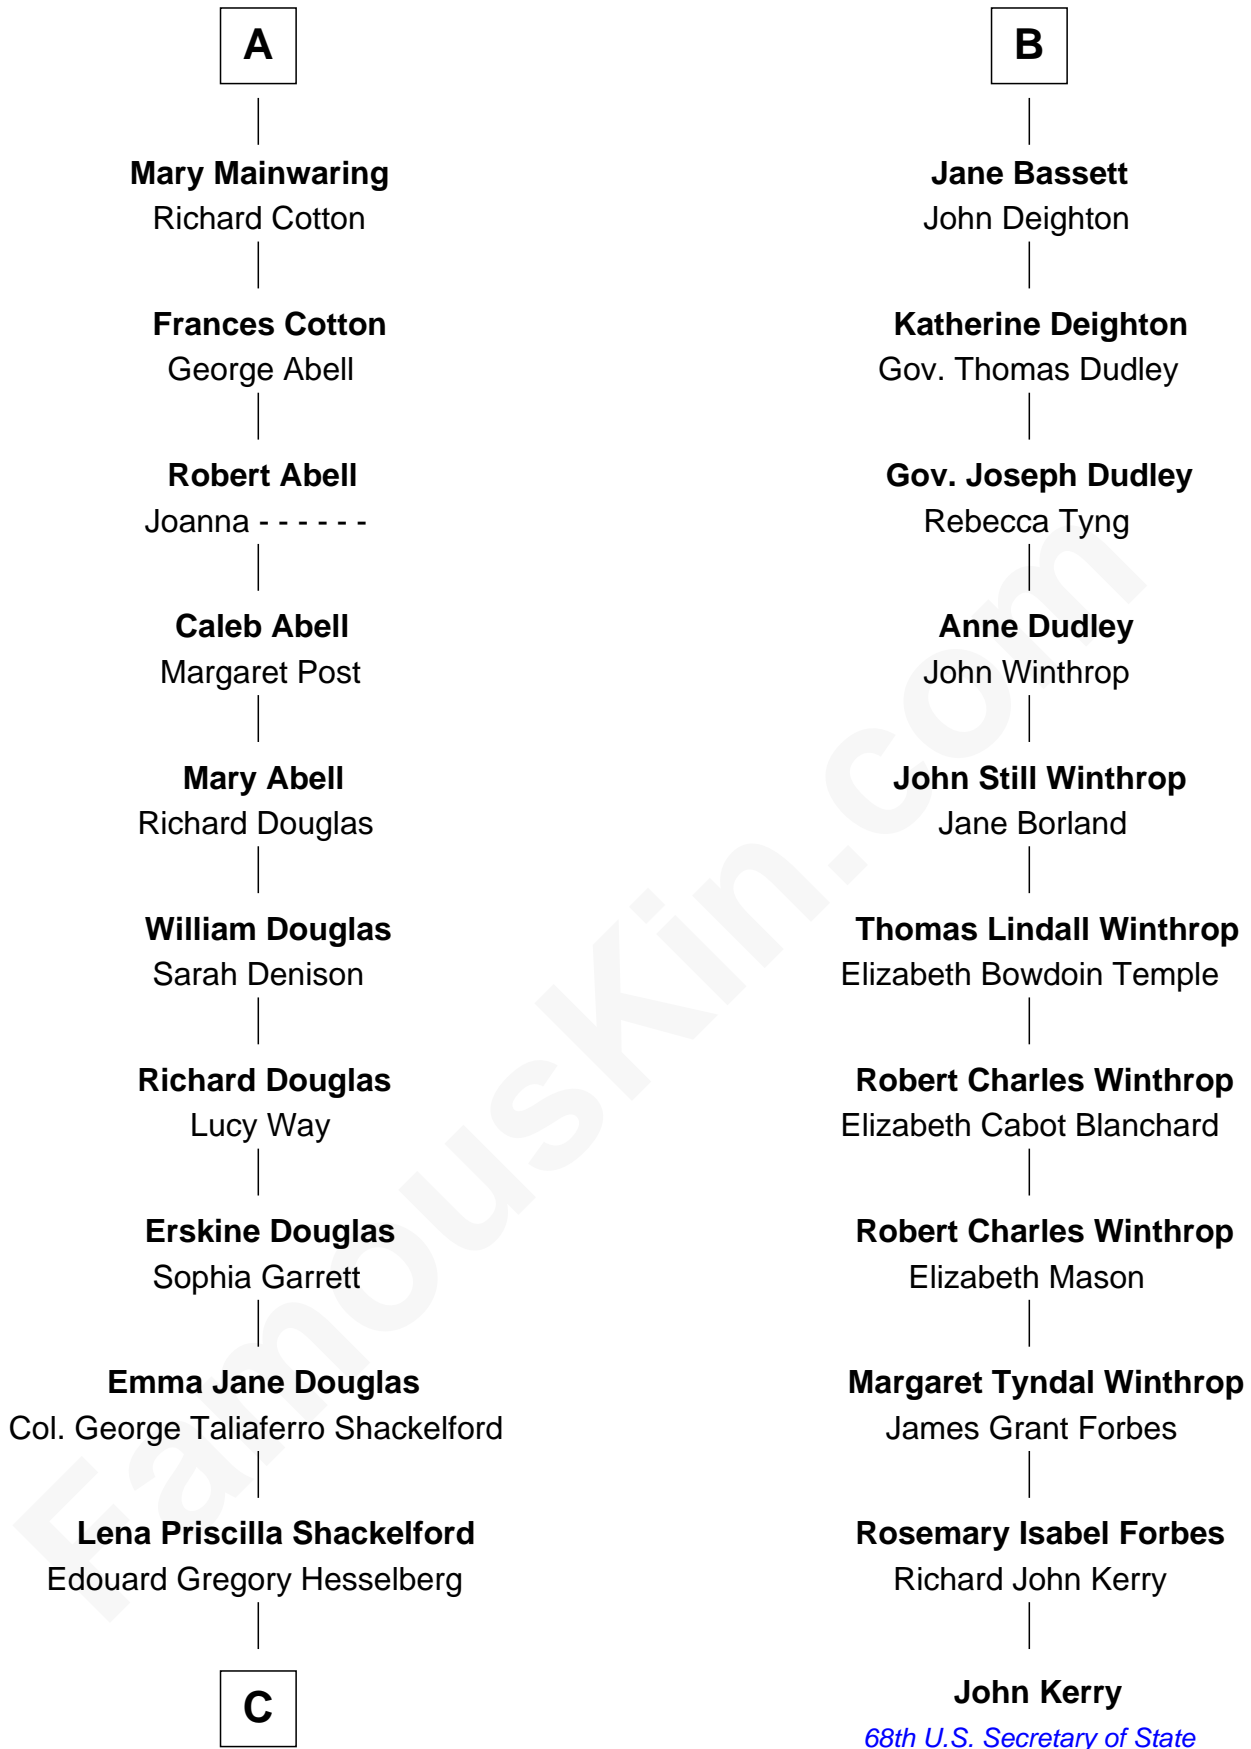 A
Mary Mainwaring
Richard Cotton
Frances Cotton
George Abell
Robert Abell
Joanna - - - - - -
Caleb Abell
Margaret Post
Mary Abell
Richard Douglas
William Douglas
Sarah Denison
Richard Douglas
Lucy Way
Erskine Douglas
Sophia Garrett
Emma Jane Douglas
Col. George Taliaferro Shackelford
Lena Priscilla Shackelford
Edouard Gregory Hesselberg
C
B
Jane Bassett
John Deighton
Katherine Deighton
Gov. Thomas Dudley
Gov. Joseph Dudley
Rebecca Tyng
Anne Dudley
John Winthrop
John Still Winthrop
Jane Borland
Thomas Lindall Winthrop
Elizabeth Bowdoin Temple
Robert Charles Winthrop
Elizabeth Cabot Blanchard
Robert Charles Winthrop
Elizabeth Mason
Margaret Tyndal Winthrop
James Grant Forbes
Rosemary Isabel Forbes
Richard John Kerry
John Kerry
68th U.S. Secretary of State
FamousKin.com